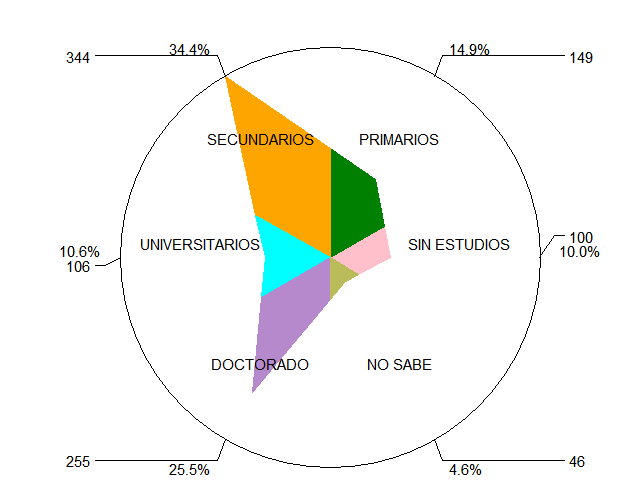 344
34.4%
14.9%
149
SECUNDARIOS
PRIMARIOS
10.6%
106
UNIVERSITARIOS
SIN ESTUDIOS
100
10.0%
DOCTORADO
NO SABE
255
25.5%
4.6%
46